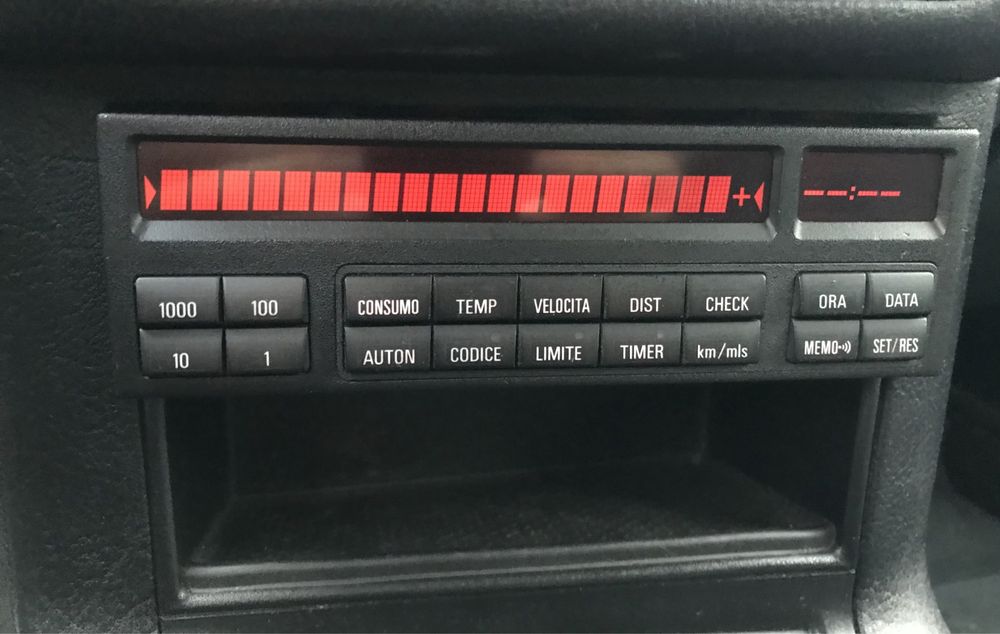 + -- -- : -- --
1000 100 CONSUMO TEMP VELOCITA DIST CHECK ORA DATA
10 1 AUTON CODICE LIMITE TIMER km/mls MEMO SET/RES